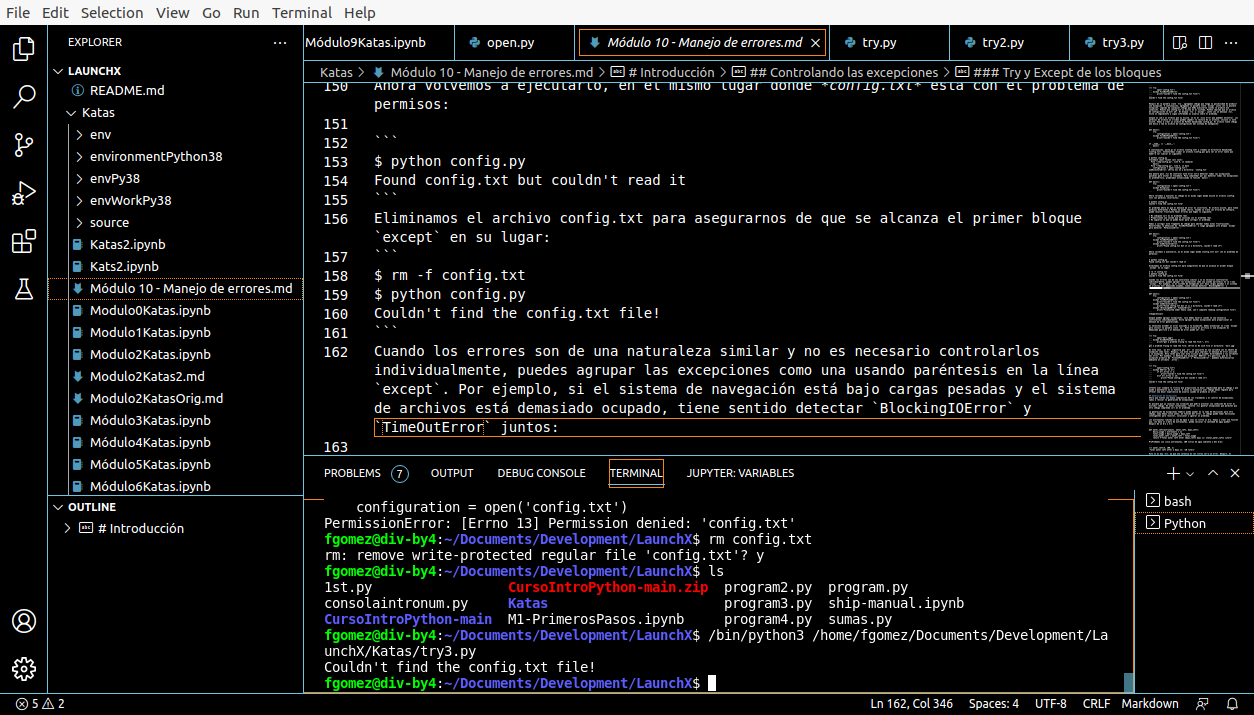 File Edit Selection View Go Run Terminal Help
EXPLORER
LAUNCHX
README.md
Katas
env
environmentPython38
envPy38
envWorkPy38
source
Katas2.ipynb
Kats2.ipynb
Módulo 10 - Manejo de errores.md
Modulo0Katas.ipynb
Modulo1Katas.ipynb
Modulo2Katas.ipynb
Modulo2Katas2.md
Modulo2KatasOrig.md
Módulo3Katas.ipynb
Módulo4Katas.ipynb
Módulo5Katas.ipynb
Módulo6Katas.ipynb
OUTLINE
# Introducción
Módulo9Katas.ipynb open.py Módulo 10 - Manejo de errores.md try.py try2.py try3.py
Katas > Módulo 10 - Manejo de errores.md > # Introducción > ## Controlando las excepciones > ### Try y Except de los bloques
150 Ahora volvemos a ejecutarlo, en el mismo lugar donde *config.txt* está con el problema de
permisos:
151
152 ```
153 $ python config.py
154 Found config.txt but couldn't read it
155 ```
156 Eliminamos el archivo config.txt para asegurarnos de que se alcanza el primer bloque
`except` en su lugar:
157 ```
158 $ rm -f config.txt
159 $ python config.py
160 Couldn't find the config.txt file!
161 ```
162 Cuando los errores son de una naturaleza similar y no es necesario controlarlos
individualmente, puedes agrupar las excepciones como una usando paréntesis en la línea
`except`. Por ejemplo, si el sistema de navegación está bajo cargas pesadas y el sistema
de archivos está demasiado ocupado, tiene sentido detectar `BlockingIOError` y
`TimeOutError` juntos:
163
PROBLEMS 7 OUTPUT DEBUG CONSOLE TERMINAL JUPYTER: VARIABLES
configuration = open('config.txt')
PermissionError: [Errno 13] Permission denied: 'config.txt'
fgomez@div-by4:~/Documents/Development/LaunchX$ rm config.txt
rm: remove write-protected regular file 'config.txt'? y
fgomez@div-by4:~/Documents/Development/LaunchX$ ls
1st.py CursoIntroPython-main.zip program2.py program.py
consolaintronum.py Katas program3.py ship-manual.ipynb
CursoIntroPython-main M1-PrimerosPasos.ipynb program4.py sumas.py
fgomez@div-by4:~/Documents/Development/LaunchX$ /bin/python3 /home/fgomez/Documents/Development/La
unchX/Katas/try3.py
Couldn't find the config.txt file!
fgomez@div-by4:~/Documents/Development/LaunchX$
bash
Python
5 2 Ln 162, Col 346 Spaces: 4 UTF-8 CRLF Markdown